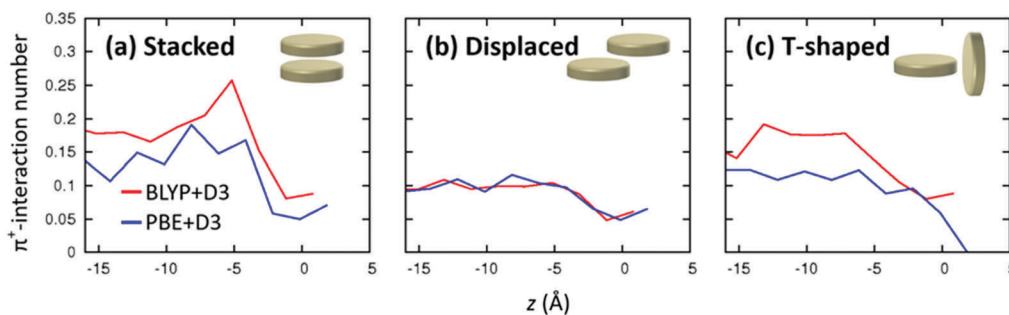 π⁺-interaction number
0.35
0.3
0.25
0.2
0.15
0.1
0.05
0
(a) Stacked
BLYP+D3
PBE+D3
-15 -10 -5 0 5
(b) Displaced
-15 -10 -5 0 5
(c) T-shaped
-15 -10 -5 0 5
z (Å)